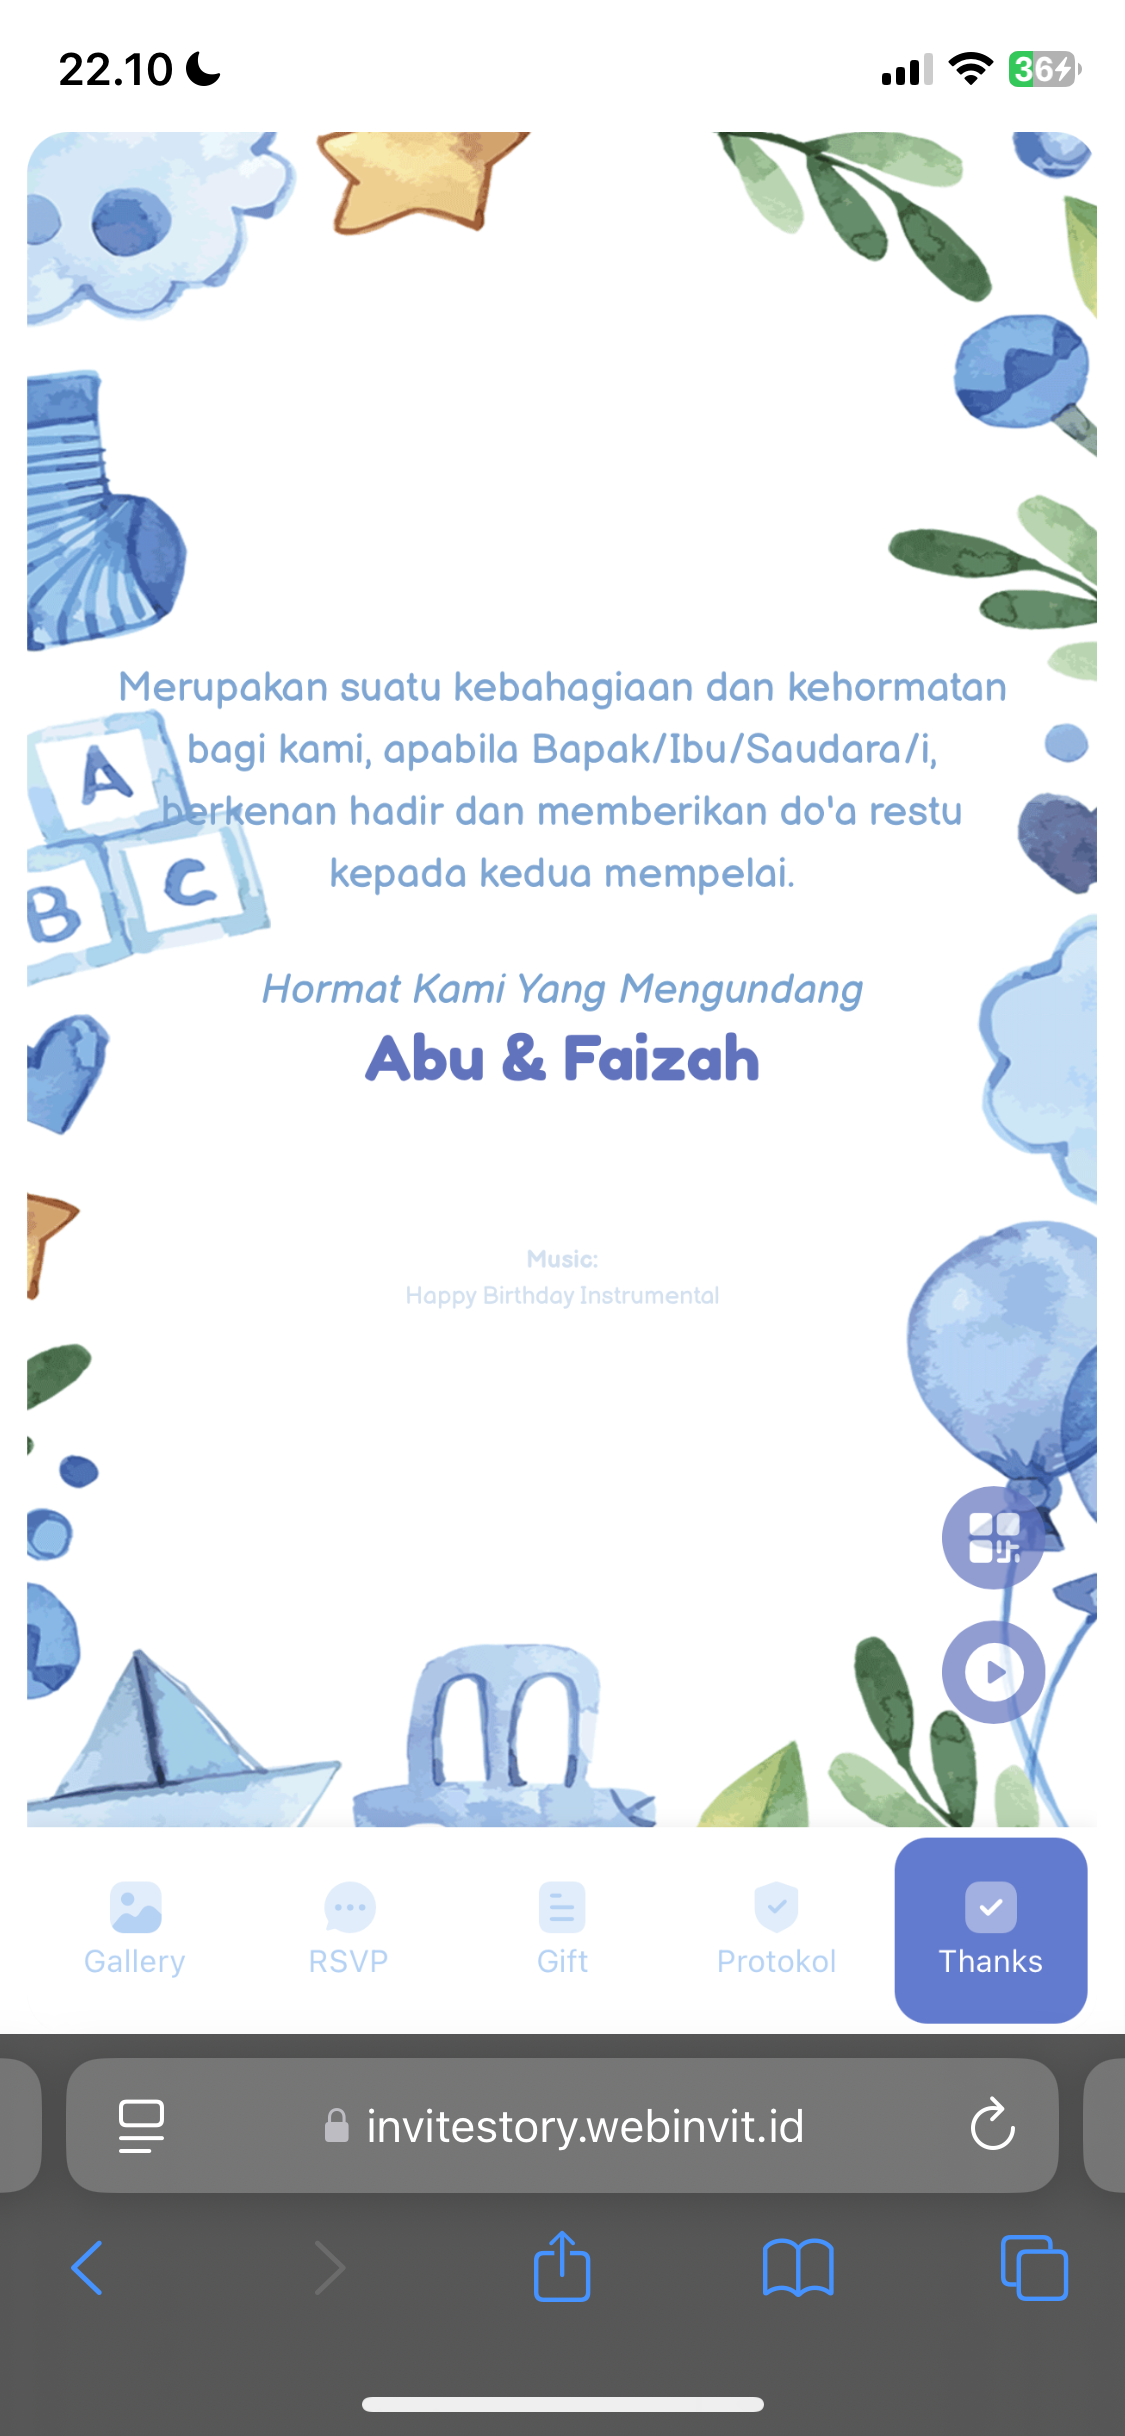 22.10
36
A
B
C
Merupakan suatu kebahagiaan dan kehormatan
bagi kami, apabila Bapak/Ibu/Saudara/i,
berkenan hadir dan memberikan do'a restu
kepada kedua mempelai.
Hormat Kami Yang Mengundang
Abu & Faizah
Music:
Happy Birthday Instrumental
Gallery
RSVP
Gift
Protokol
Thanks
invitestory.webinvit.id